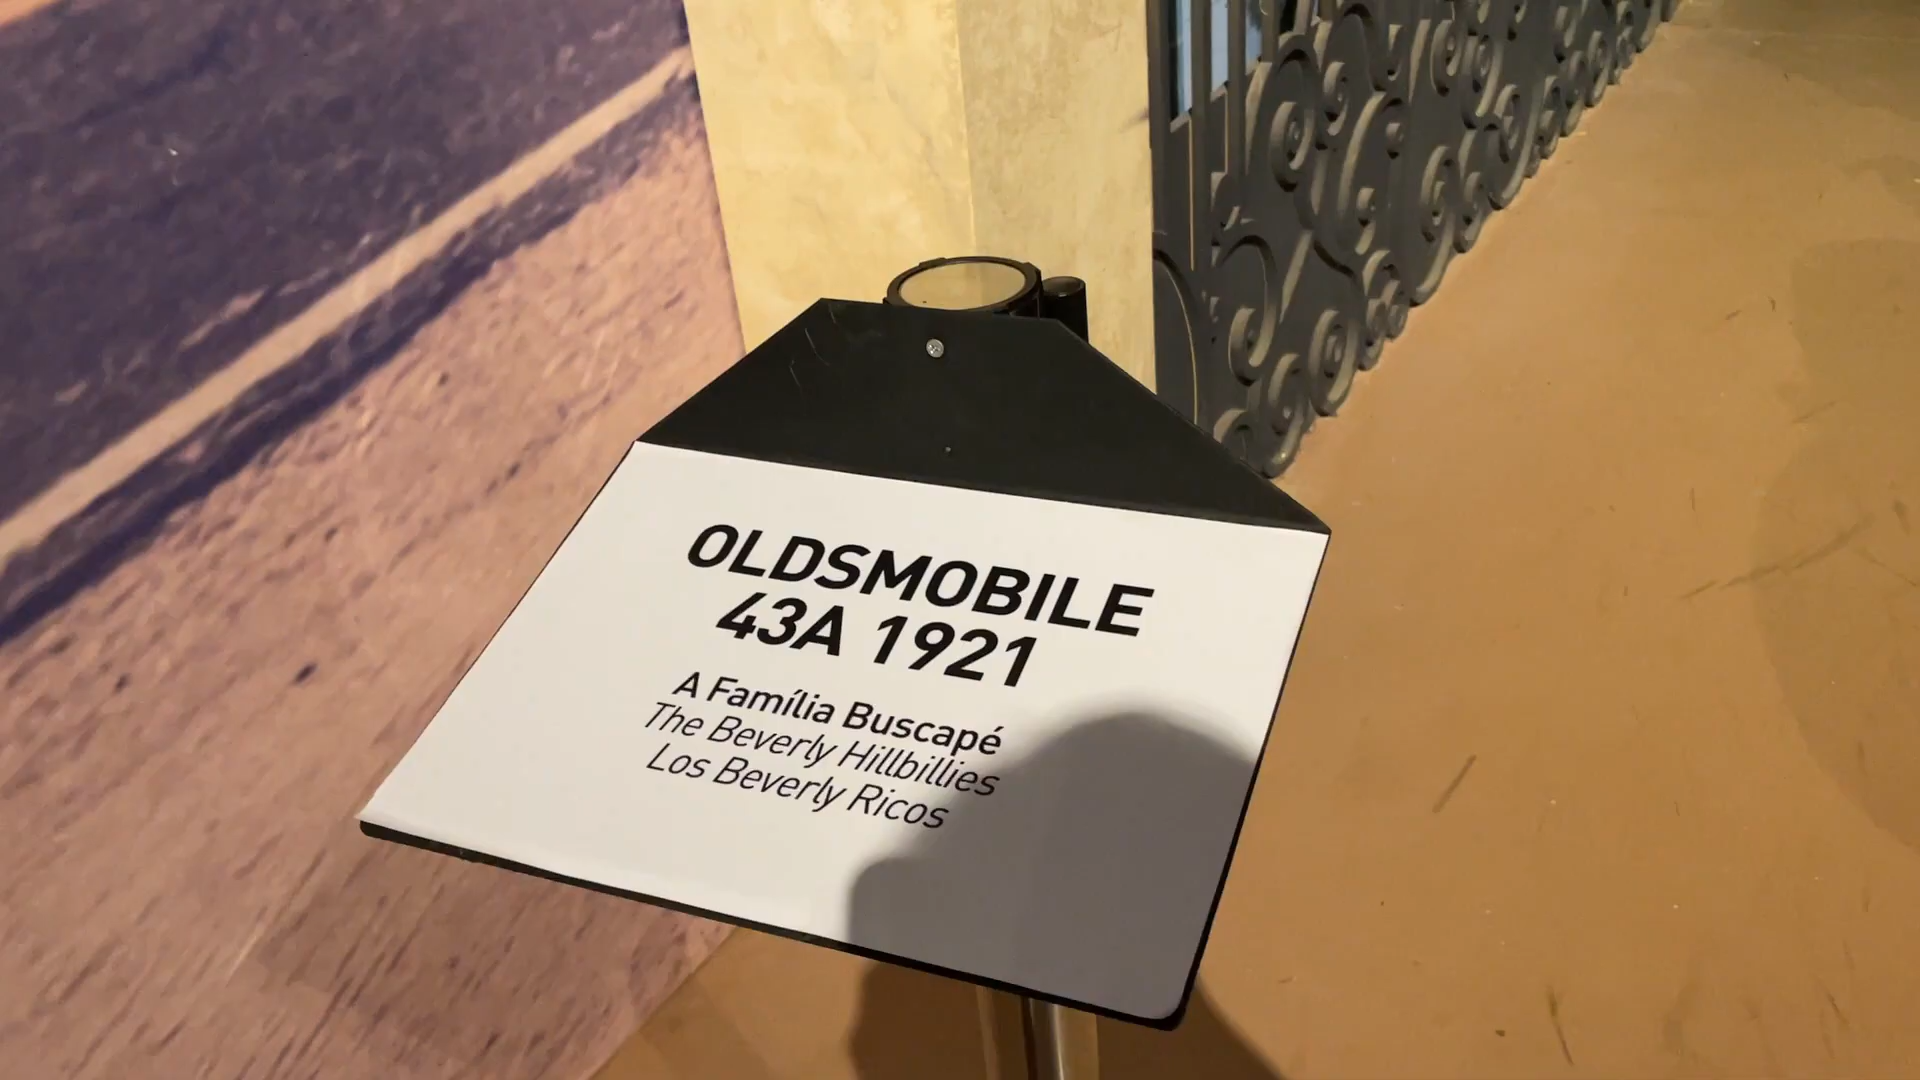 OLDSMOBILE
43A 1921
A Família Buscapé
The Beverly Hillbillies
Los Beverly Ricos